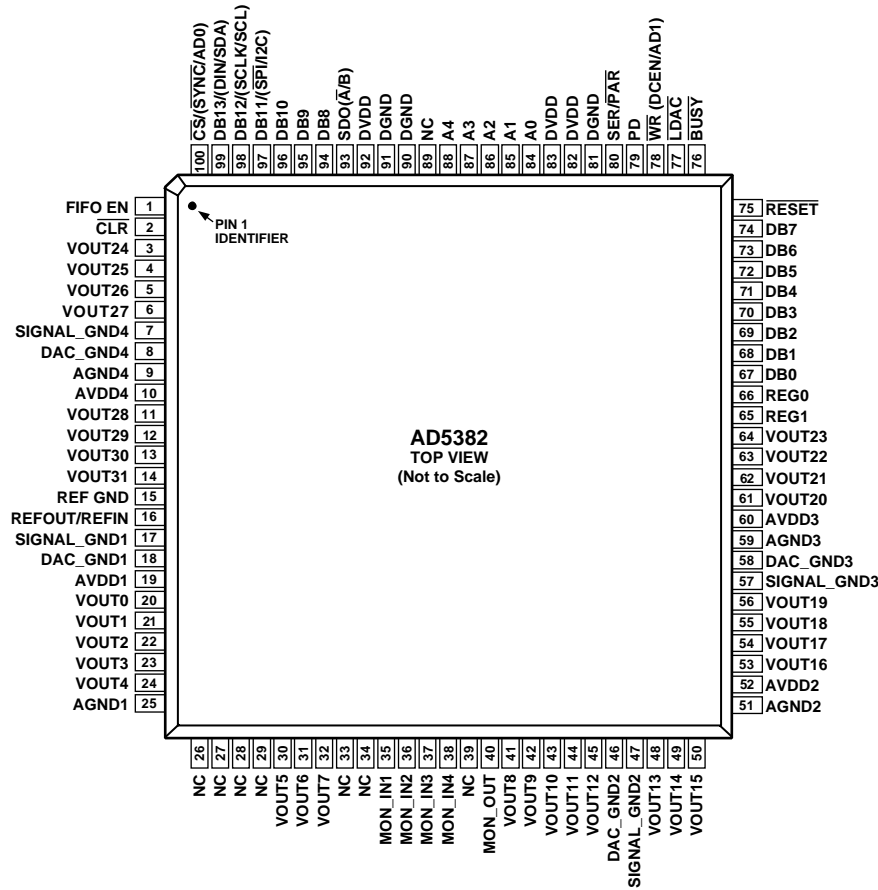 100 CS/(SYNC/AD0)
99 DB13/(DIN/SDA)
98 DB12/(SCLK/SCL)
97 DB11/(SPI/I2C)
96 DB10
95 DB9
94 DB8
93 SDO(A/B)
92 DVDD
91 DGND
90 DGND
89 NC
88 A4
87 A3
86 A2
85 A1
84 A0
83 DVDD
82 DVDD
81 DGND
80 SER/PAR
79 PD
78 WR (DCEN/AD1)
77 LDAC
76 BUSY
FIFO EN 1
CLR 2
VOUT24 3
VOUT25 4
VOUT26 5
VOUT27 6
SIGNAL_GND4 7
DAC_GND4 8
AGND4 9
AVDD4 10
VOUT28 11
VOUT29 12
VOUT30 13
VOUT31 14
REF GND 15
REFOUT/REFIN 16
SIGNAL_GND1 17
DAC_GND1 18
AVDD1 19
VOUT0 20
VOUT1 21
VOUT2 22
VOUT3 23
VOUT4 24
AGND1 25
PIN 1
IDENTIFIER
AD5382
TOP VIEW
(Not to Scale)
75 RESET
74 DB7
73 DB6
72 DB5
71 DB4
70 DB3
69 DB2
68 DB1
67 DB0
66 REG0
65 REG1
64 VOUT23
63 VOUT22
62 VOUT21
61 VOUT20
60 AVDD3
59 AGND3
58 DAC_GND3
57 SIGNAL_GND3
56 VOUT19
55 VOUT18
54 VOUT17
53 VOUT16
52 AVDD2
51 AGND2
26 NC
27 NC
28 NC
29 NC
30 VOUT5
31 VOUT6
32 VOUT7
33 NC
34 NC
35 MON_IN1
36 MON_IN2
37 MON_IN3
38 MON_IN4
39 NC
40 MON_OUT
41 VOUT8
42 VOUT9
43 VOUT10
44 VOUT11
45 VOUT12
46 DAC_GND2
47 SIGNAL_GND2
48 VOUT13
49 VOUT14
50 VOUT15